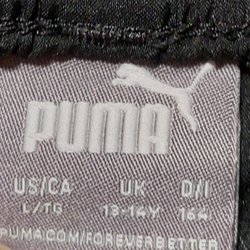 PUMA
US/CA UK D/I
L/TG 13-14Y 164
PUMA.COM/FOREVERBETTER